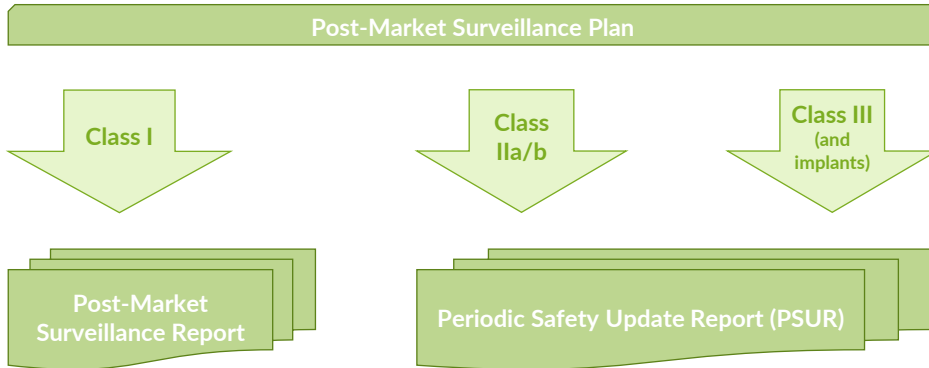 Post-Market Surveillance Plan
Class I
Class
IIa/b
Class III
(and
implants)
Post-Market
Surveillance Report
Periodic Safety Update Report (PSUR)